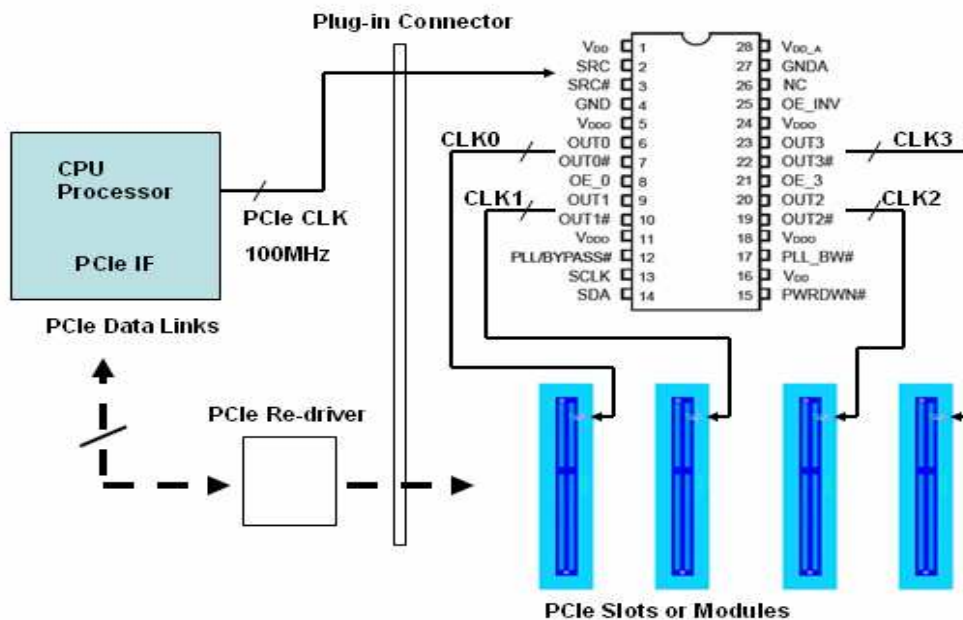 Plug-in Connector
CPU
Processor
PCIe IF
PCIe CLK
100MHz
PCIe Data Links
PCIe Re-driver
VDD 1
SRC 2
SRC# 3
GND 4
VDDO 5
OUT0 6
OUT0# 7
OE_0 8
OUT1 9
OUT1# 10
VDDO 11
PLL/BYPASS# 12
SCLK 13
SDA 14
28 VDD_A
27 GNDA
26 NC
25 OE_INV
24 VDDO
23 OUT3
22 OUT3#
21 OE_3
20 OUT2
19 OUT2#
18 VDDO
17 PLL_BW#
16 VDD
15 PWRDWN#
CLK0
CLK1
CLK3
CLK2
PCIe Slots or Modules